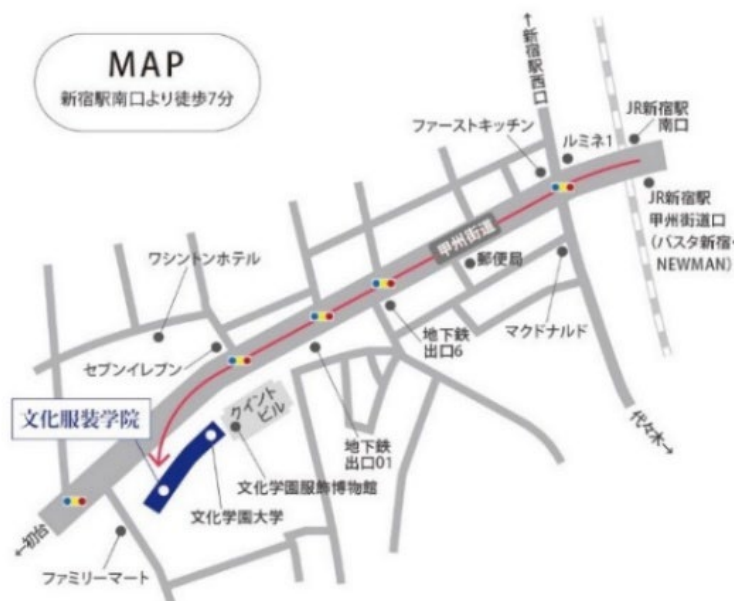 MAP
新宿駅南口より徒歩7分
←新宿駅西口
JR新宿駅
南口
ファーストキッチン
ルミネ1
JR新宿駅
甲州街道口
(バスタ新宿・
NEWMAN)
甲州街道
郵便局
ワシントンホテル
マクドナルド
地下鉄
出口6
セブンイレブン
クイント
ビル
文化服装学院
代々木→
地下鉄
出口01
文化学園服飾博物館
文化学園大学
←初台
ファミリーマート